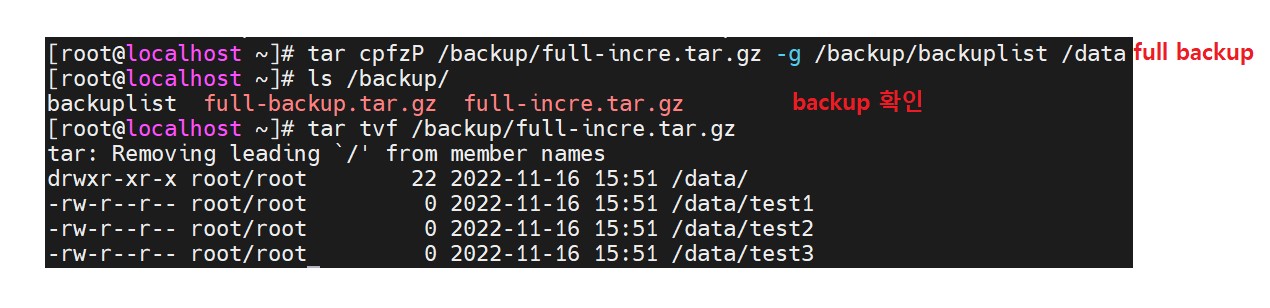 [root@localhost ~]# tar cpfzP /backup/full-incre.tar.gz -g /backup/backuplist /data full backup
[root@localhost ~]# ls /backup/
backuplist  full-backup.tar.gz  full-incre.tar.gz backup 확인
[root@localhost ~]# tar tvf /backup/full-incre.tar.gz
tar: Removing leading `/' from member names
drwxr-xr-x root/root        22 2022-11-16 15:51 /data/
-rw-r--r-- root/root         0 2022-11-16 15:51 /data/test1
-rw-r--r-- root/root         0 2022-11-16 15:51 /data/test2
-rw-r--r-- root/root         0 2022-11-16 15:51 /data/test3